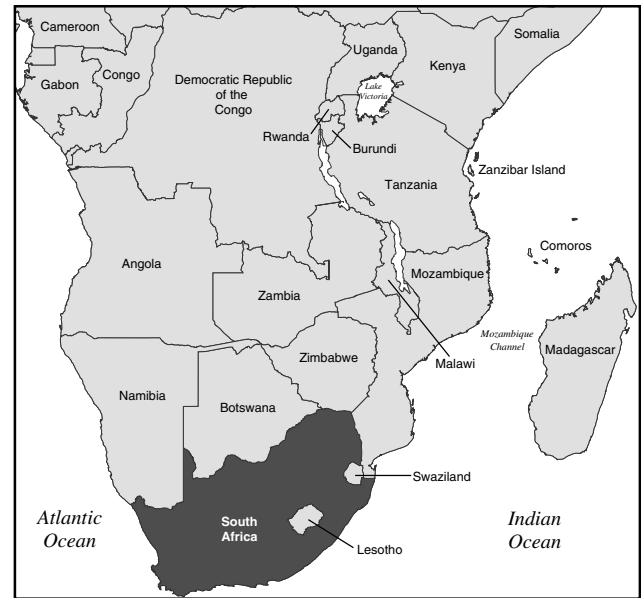 Cameroon
Somalia
Uganda
Kenya
Gabon
Congo
Democratic Republic
of the
Congo
Lake
Victoria
Rwanda
Burundi
Zanzibar Island
Tanzania
Comoros
Angola
Mozambique
Zambia
Mozambique
Channel
Madagascar
Zimbabwe
Malawi
Namibia
Botswana
Swaziland
Atlantic
Ocean
South
Africa
Indian
Ocean
Lesotho